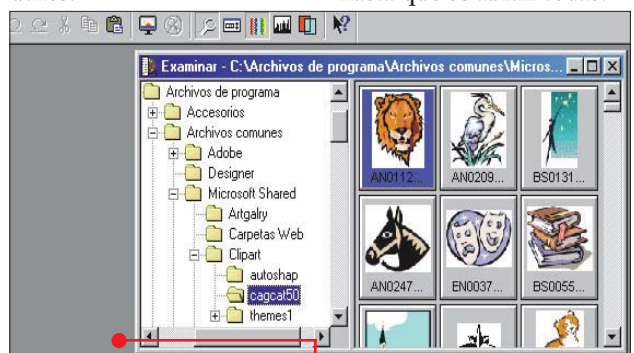 Examinar - C:\Archivos de programa\Archivos comunes\Micros...
Archivos de programa
Accesorios
Archivos comunes
Adobe
Designer
Microsoft Shared
Artgalry
Carpetas Web
Clipart
autoshap
cagcat50
themes1
AN0112...
AN0209...
BS0131...
AN0247...
EN0037...
BS0055...